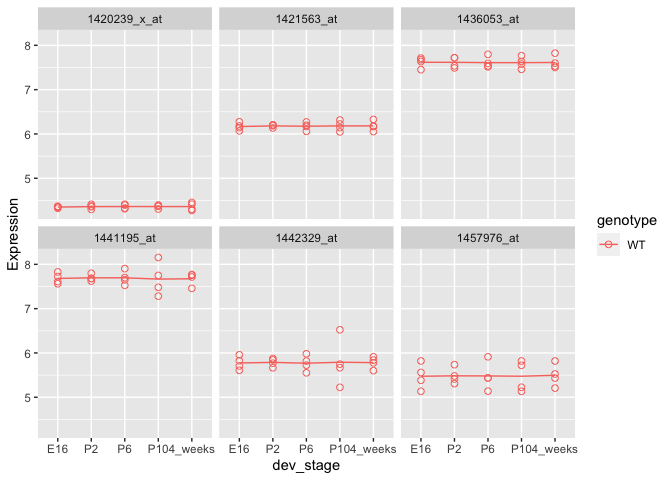 1420239_x_at 1421563_at 1436053_at
8
7
6
5
Expression
genotype
WT
1441195_at 1442329_at 1457976_at
8
7
6
5
E16 P2 P6 P104_weeks E16 P2 P6 P104_weeks E16 P2 P6 P104_weeks
dev_stage